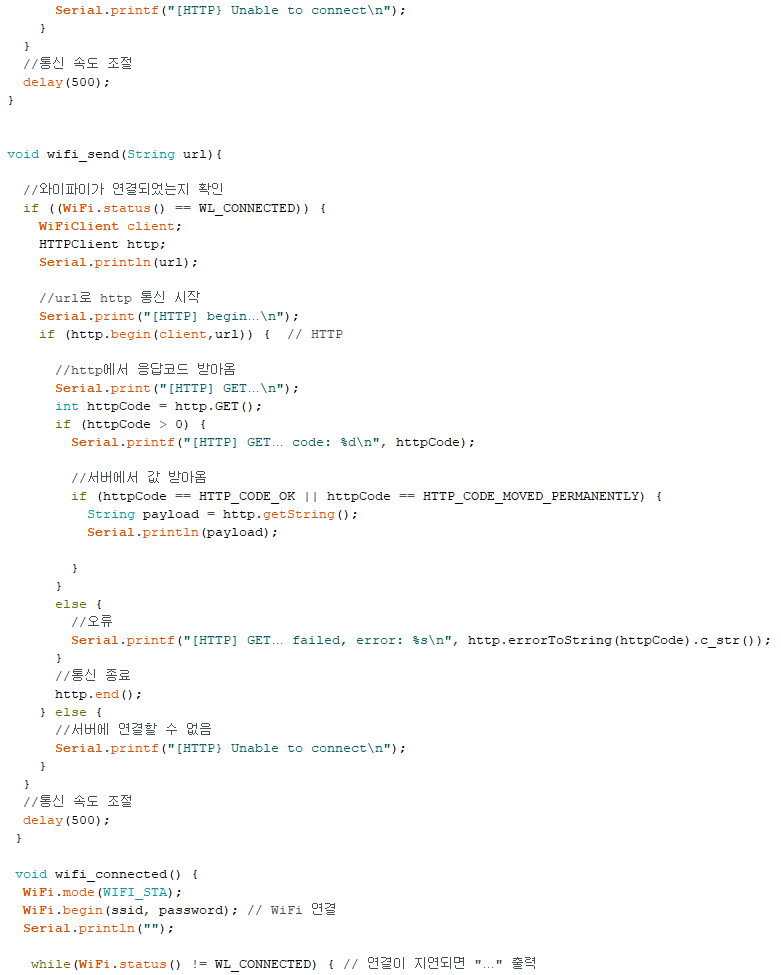 Serial.printf("[HTTP} Unable to connect\n");
}
}
//통신 속도 조절
delay(500);
}
void wifi_send(String url){
//와이파이가 연결되었는지 확인
if ((WiFi.status() == WL_CONNECTED)) {
WiFiClient client;
HTTPClient http;
Serial.println(url);
//url로 http 통신 시작
Serial.print("[HTTP] begin...\n");
if (http.begin(client,url)) {  // HTTP
//http에서 응답코드 받아옴
Serial.print("[HTTP] GET...\n");
int httpCode = http.GET();
if (httpCode > 0) {
Serial.printf("[HTTP] GET... code: %d\n", httpCode);
//서버에서 값 받아옴
if (httpCode == HTTP_CODE_OK || httpCode == HTTP_CODE_MOVED_PERMANENTLY) {
String payload = http.getString();
Serial.println(payload);
}
}
else {
//오류
Serial.printf("[HTTP] GET... failed, error: %s\n", http.errorToString(httpCode).c_str());
}
//통신 종료
http.end();
} else {
//서버에 연결할 수 없음
Serial.printf("[HTTP} Unable to connect\n");
}
}
//통신 속도 조절
delay(500);
}
void wifi_connected() {
WiFi.mode(WIFI_STA);
WiFi.begin(ssid, password); // WiFi 연결
Serial.println("");
while(WiFi.status() != WL_CONNECTED) { // 연결이 지연되면 "..." 출력